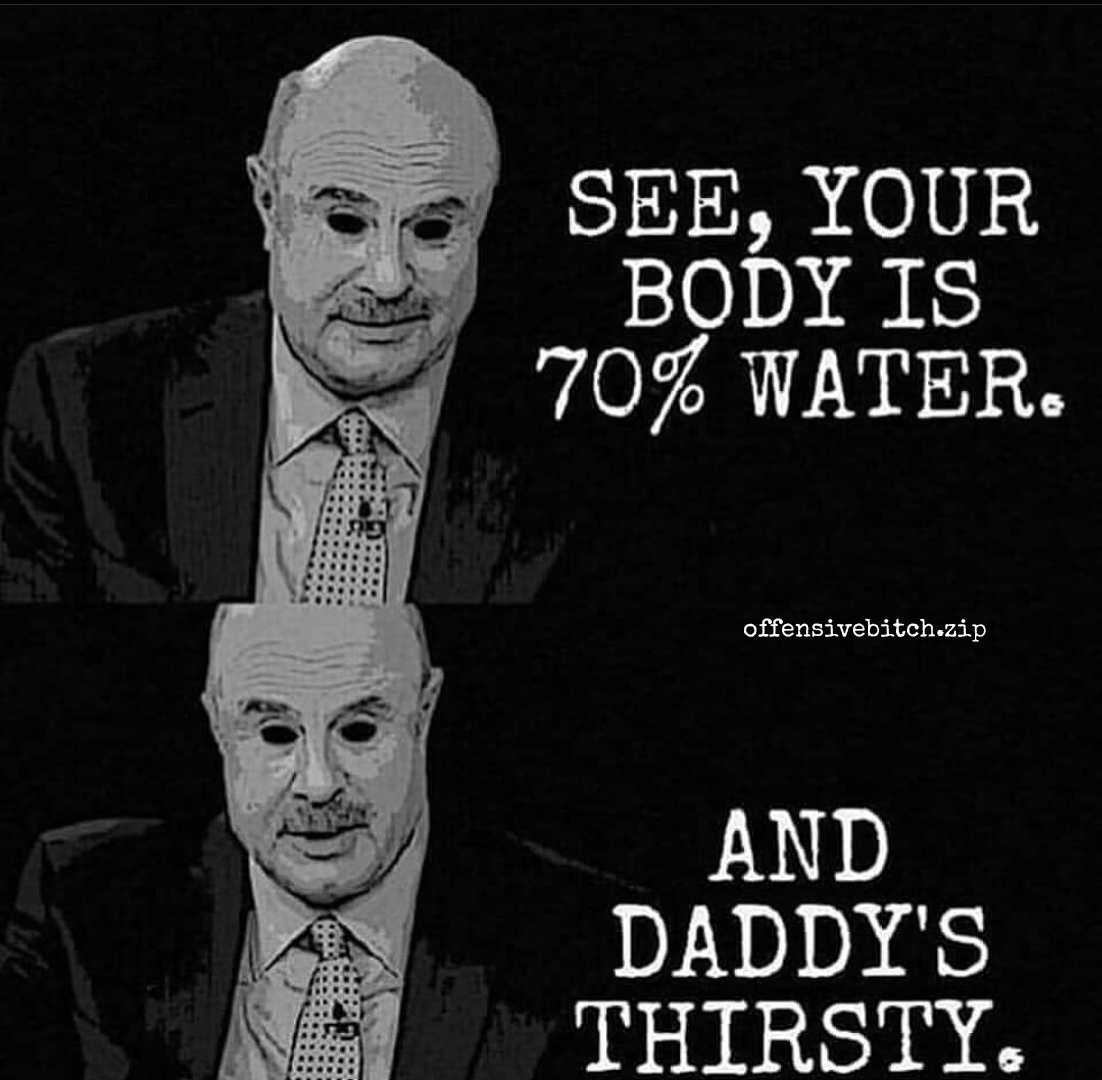 SEE, YOUR
BODY IS
70% WATER.
offensivebitch.zip
AND
DADDY'S
THIRSTY.